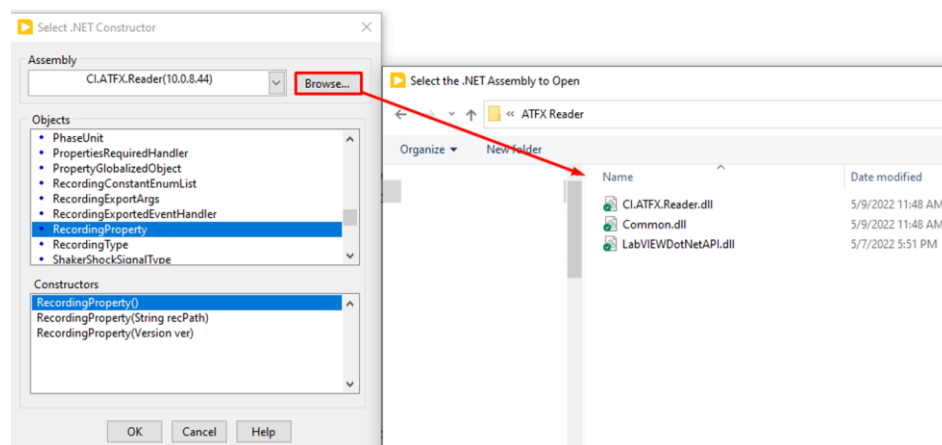 Select .NET Constructor
Assembly
CI.ATFX.Reader(10.0.8.44)
Browse...
Objects
PhaseUnit
PropertiesRequiredHandler
PropertyGlobalizedObject
RecordingConstantEnumList
RecordingExportArgs
RecordingExportedEventHandler
RecordingProperty
RecordingType
ShakerShockSignalType
Constructors
RecordingProperty()
RecordingProperty(String recPath)
RecordingProperty(Version ver)
OK Cancel Help
Select the .NET Assembly to Open
« ATFX Reader
Organize New folder
Name Date modified
CI.ATFX.Reader.dll 5/9/2022 11:48 AM
Common.dll 5/9/2022 11:48 AM
LabVIEWDotNetAPI.dll 5/7/2022 5:51 PM